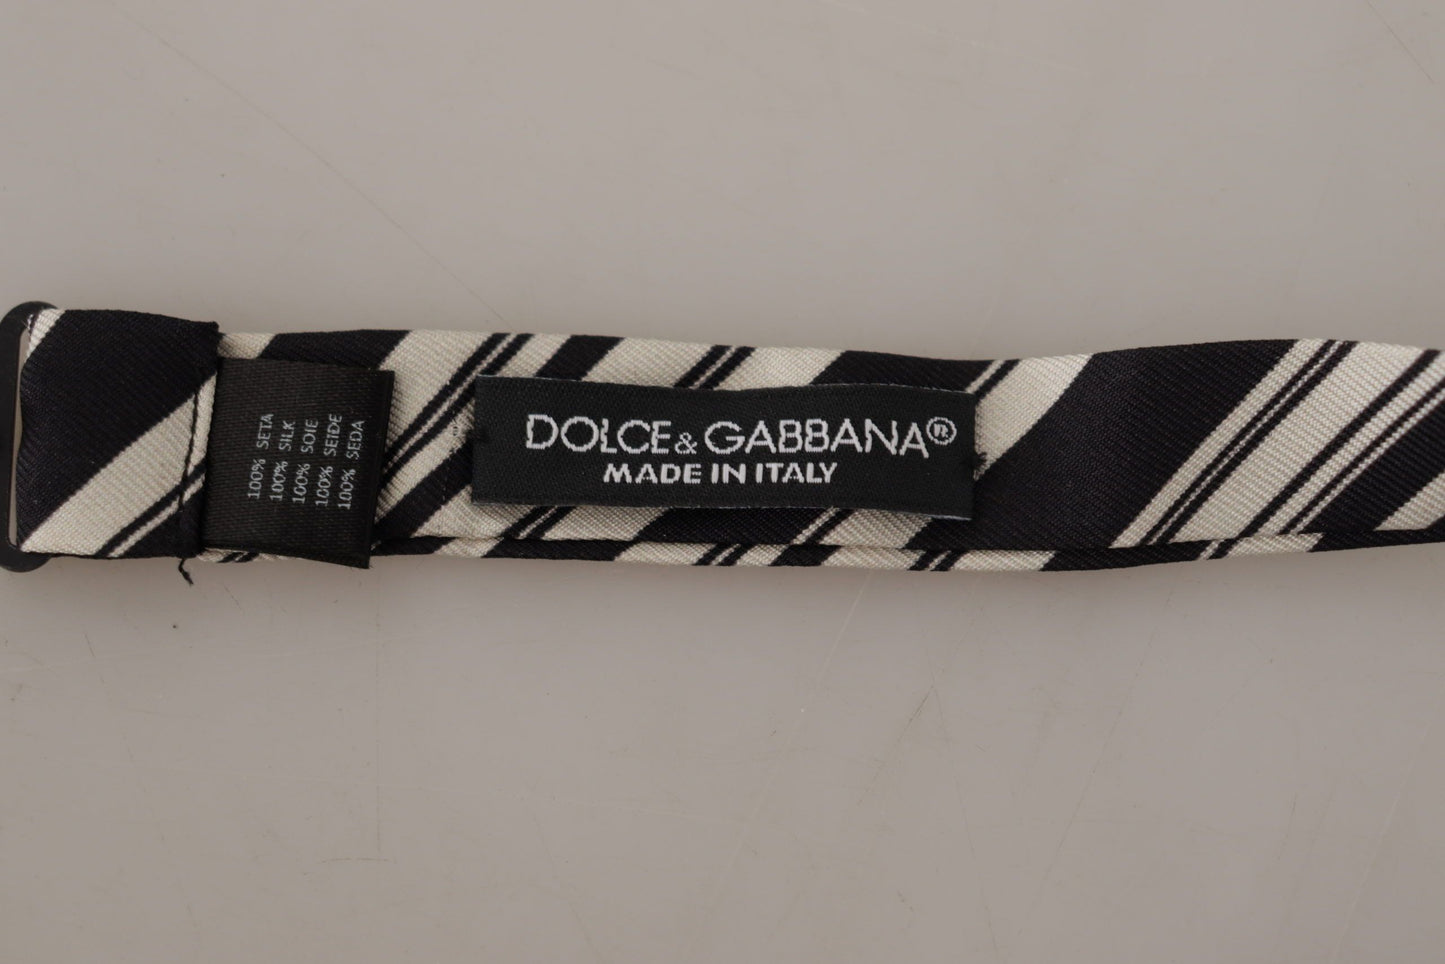 100% SETA
100% SILK
100% SOIE
100% SEIDE
100% SEDA
DOLCE & GABBANA®
MADE IN ITALY